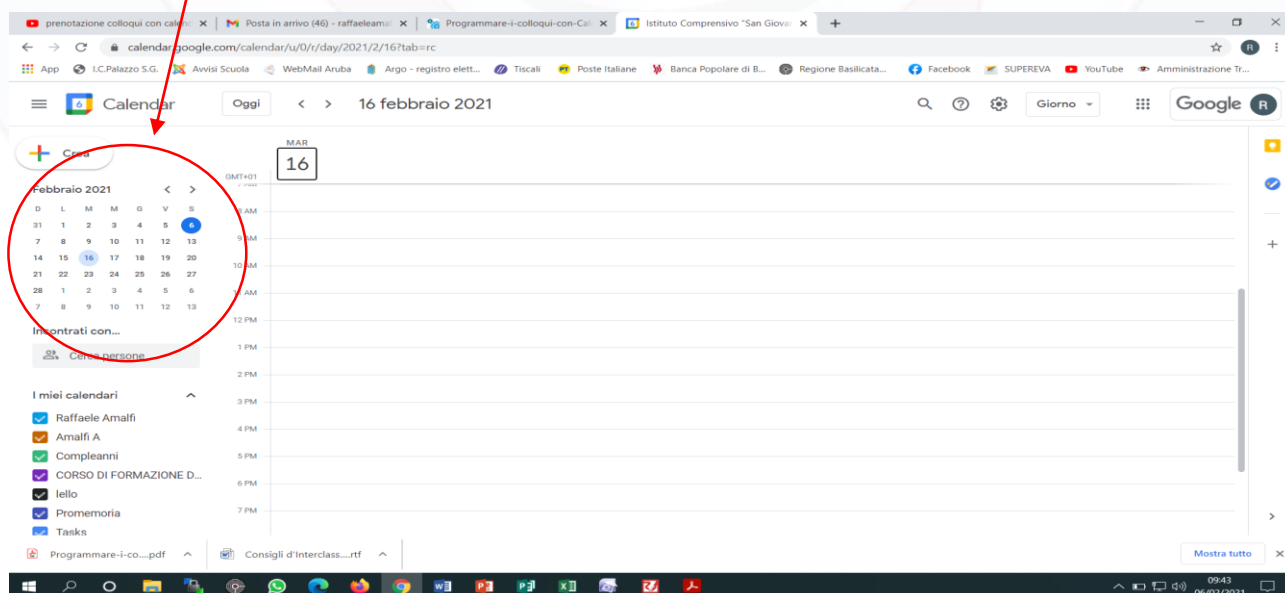 prenotazione colloqui con calen
Posta in arrivo (46) - raffaeleamal
Programmare-i-colloqui-con-Cal
Istituto Comprensivo "San Giovan
calendar.google.com/calendar/u/0/r/day/2021/2/16?tab=rc
R
App
I.C.Palazzo S.G.
Avvisi Scuola
WebMail Aruba
Argo - registro elett...
Tiscali
Poste Italiane
Banca Popolare di B...
Regione Basilicata...
Facebook
SUPEREVA
YouTube
Amministrazione Tr...
6 Calendar
Oggi
16 febbraio 2021
Giorno
Google R
Crea
MAR
16
GMT+01
Febbraio 2021
D L M M G V S
31 1 2 3 4 5 6
7 8 9 10 11 12 13
14 15 16 17 18 19 20
21 22 23 24 25 26 27
28 1 2 3 4 5 6
7 8 9 10 11 12 13
8 AM
9 AM
10 AM
11 AM
12 PM
1 PM
2 PM
3 PM
4 PM
5 PM
6 PM
7 PM
Incontrati con...
Cerca persone
I miei calendari
Raffaele Amalfi
Amalfi A
Compleanni
CORSO DI FORMAZIONE D...
lello
Promemoria
Tasks
Programmare-i-co....pdf
Consigli d'Interclass....rtf
Mostra tutto
09:43
06/02/2021